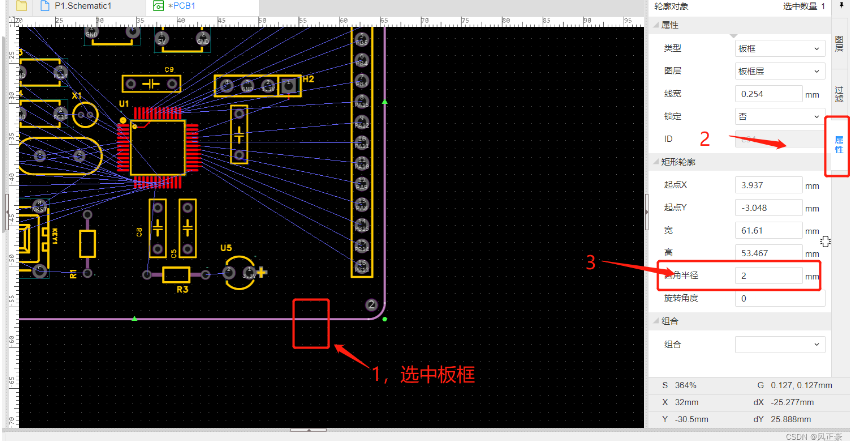 P1.Schematic1
*PCB1
轮廓对象
选中数量 1
属性
类型
板框
图层
板框层
线宽
0.254
mm
锁定
否
ID
矩形轮廓
起点X
3.937
mm
起点Y
-3.048
mm
宽
61.61
mm
高
53.467
mm
圆角半径
2
mm
旋转角度
0
组合
组合
S
364%
G
0.127, 0.127mm
X
32mm
dX
-25.277mm
Y
-30.5mm
dY
25.888mm
图层
过滤
属性
C9
H2
X1
U1
GND
5V
GND
KEY1
C8
C5
U5
R1
R3
2
1，选中板框
2
3
CSDN @风正豪